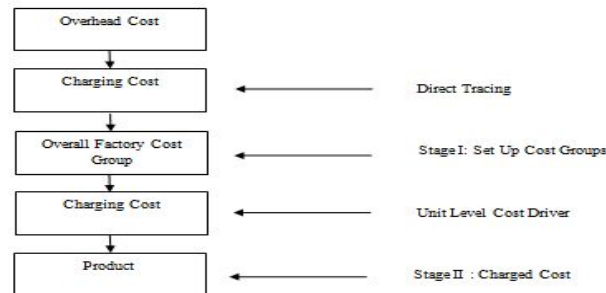 Overhead Cost
Charging Cost
Direct Tracing
Overall Factory Cost
Group
Stage I: Set Up Cost Groups
Charging Cost
Unit Level Cost Driver
Product
Stage II : Charged Cost